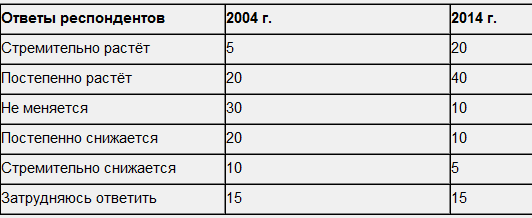 Ответы респондентов 2004 г. 2014 г.
Стремительно растёт 5 20
Постепенно растёт 20 40
Не меняется 30 10
Постепенно снижается 20 10
Стремительно снижается 10 5
Затрудняюсь ответить 15 15